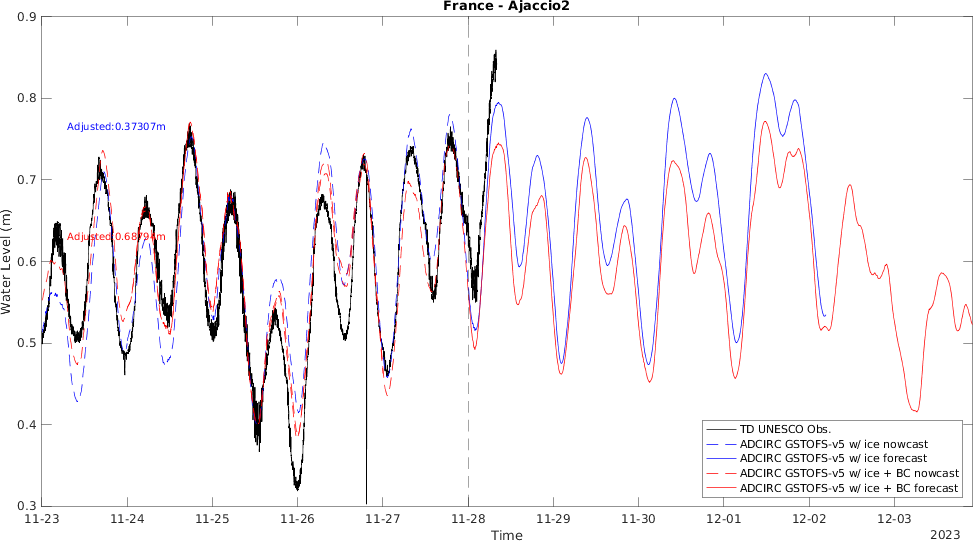 France - Ajaccio2
0.9
0.8
0.7
0.6
0.5
0.4
0.3
Water Level (m)
Adjusted:0.37307m
Adjusted:0.68794m
TD UNESCO Obs.
ADCIRC GSTOFS-v5 w/ ice nowcast
ADCIRC GSTOFS-v5 w/ ice forecast
ADCIRC GSTOFS-v5 w/ ice + BC nowcast
ADCIRC GSTOFS-v5 w/ ice + BC forecast
11-23 11-24 11-25 11-26 11-27 11-28 11-29 11-30 12-01 12-02 12-03
Time
2023